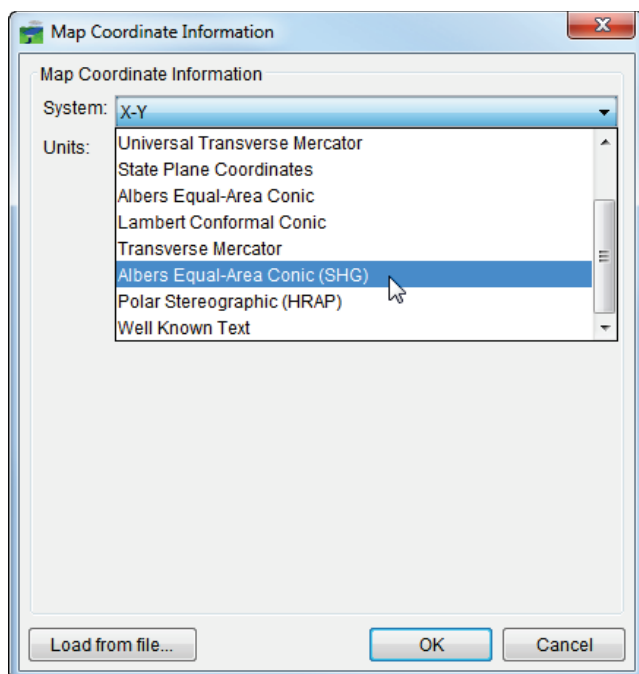 Map Coordinate Information
Map Coordinate Information
System: X-Y
Units:
Universal Transverse Mercator
State Plane Coordinates
Albers Equal-Area Conic
Lambert Conformal Conic
Transverse Mercator
Albers Equal-Area Conic (SHG)
Polar Stereographic (HRAP)
Well Known Text
Load from file... OK Cancel